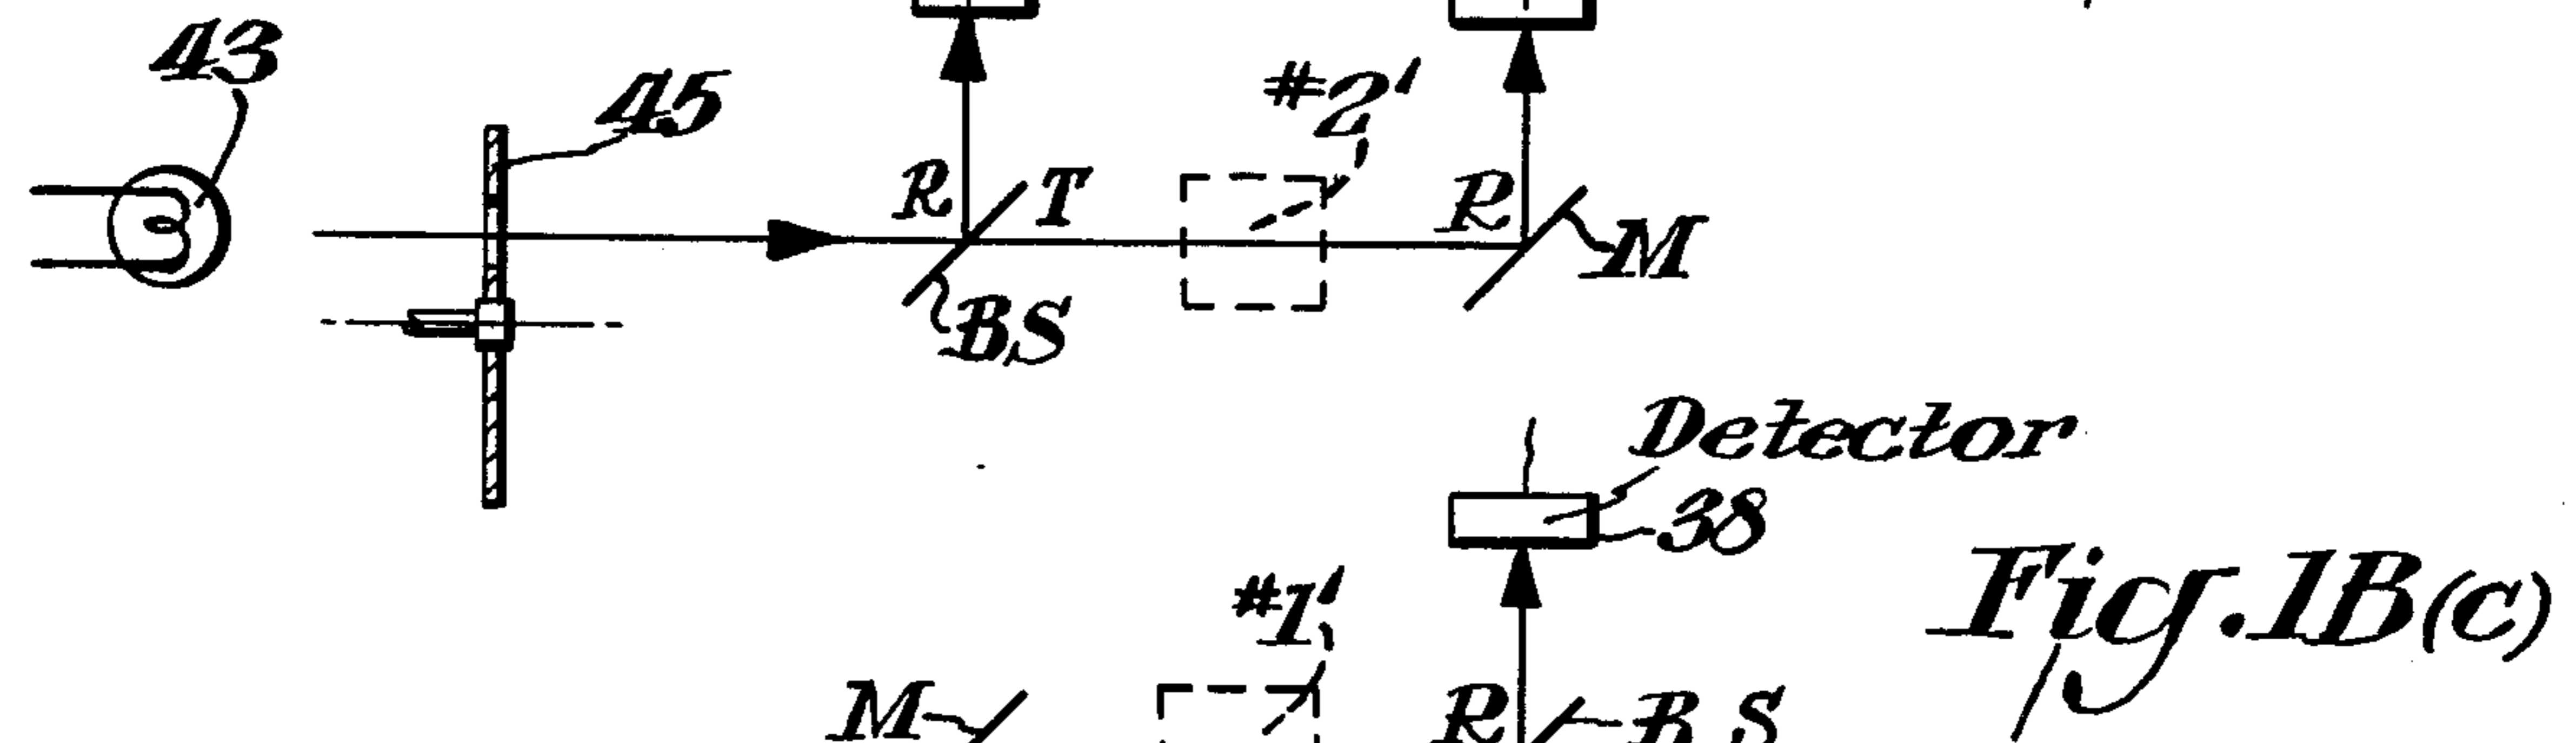 43
45
#2'
R
T
R
M
BS
Detector
38
#1'
Fig. 1B(c)
M
R
BS